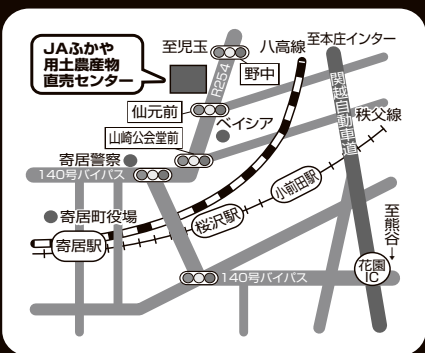 JAふかや
用土農産物
直売センター
至児玉
R254
野中
八高線
至本庄インター
仙元前
ベイシア
関越自動車道
秩父線
山崎公会堂前
寄居警察
140号バイパス
小前田駅
寄居町役場
桜沢駅
至熊谷→
寄居駅
花園
IC
140号バイパス